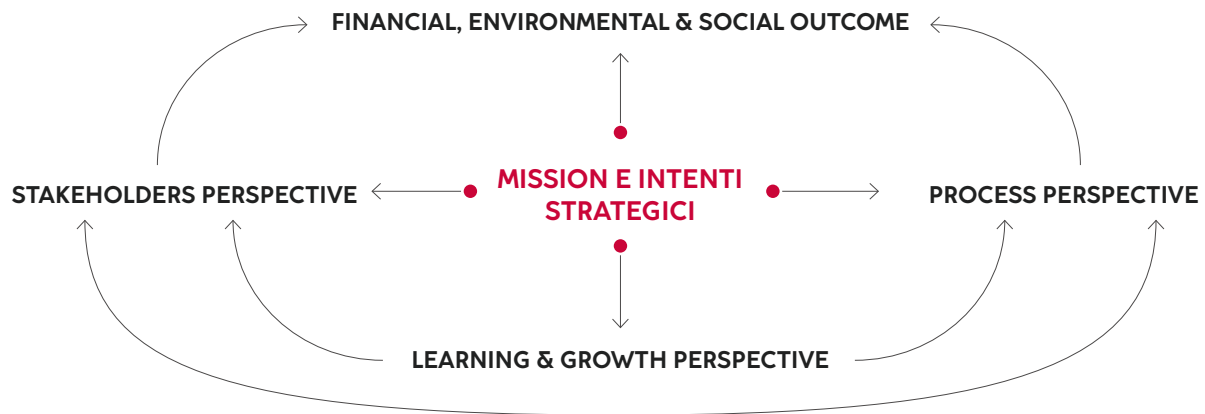 FINANCIAL, ENVIRONMENTAL & SOCIAL OUTCOME
STAKEHOLDERS PERSPECTIVE
MISSION E INTENTI
STRATEGICI
PROCESS PERSPECTIVE
LEARNING & GROWTH PERSPECTIVE